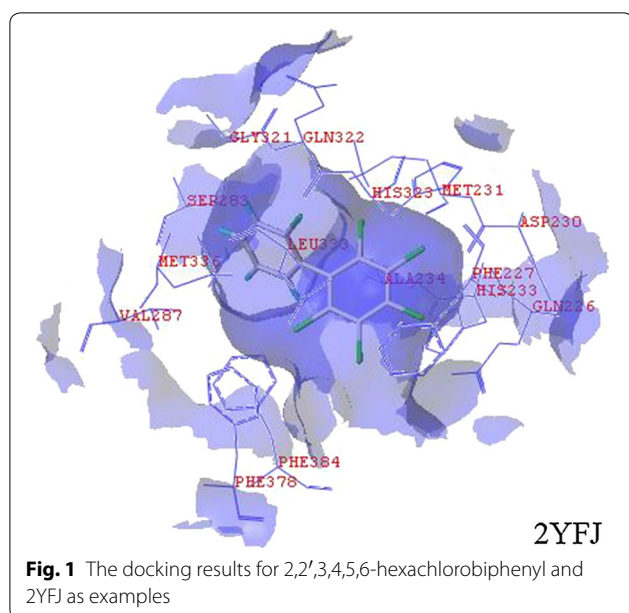 GLY321 GLN322
HIS323 MET231
SER283
ASP230
LEU333
MET336
ALA234 PHE227
HIS233
VAL287
GLN226
PHE384
PHE378
2YFJ
Fig. 1 The docking results for 2,2′,3,4,5,6-hexachlorobiphenyl and
2YFJ as examples